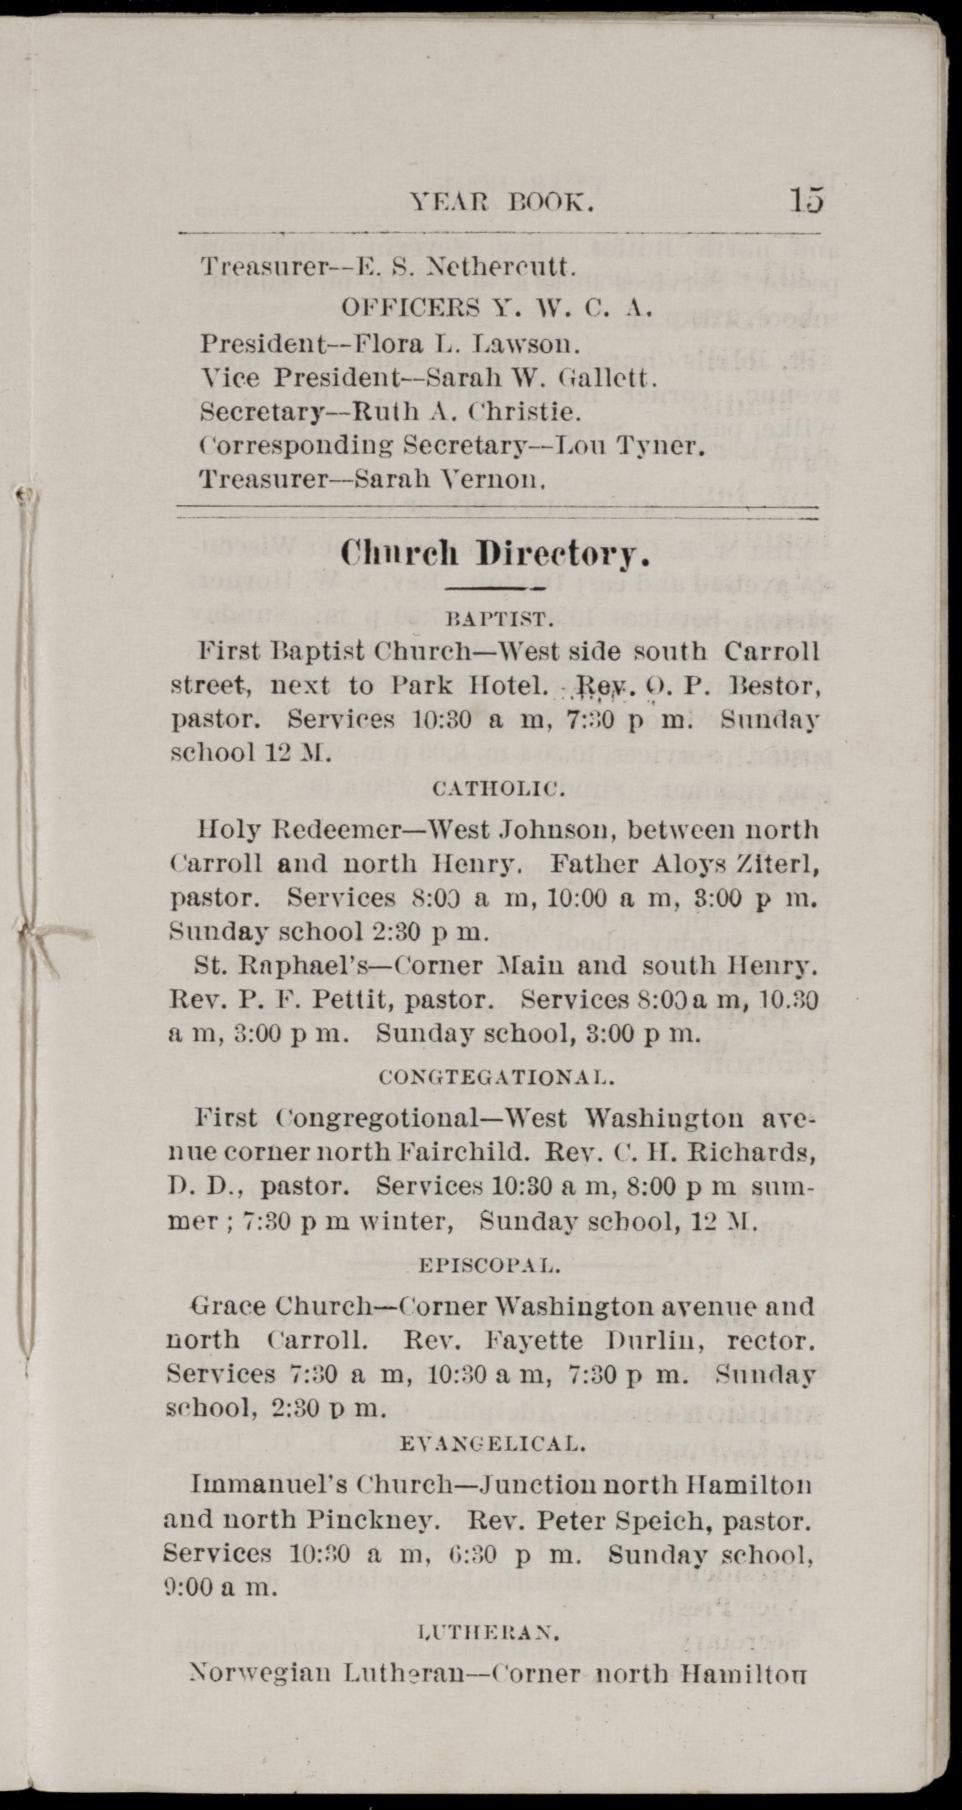 YEAR BOOK. 15
Treasurer--E. S. Nethercutt.
OFFICERS Y. W. C. A.
President--Flora L. Lawson.
Vice President--Sarah W. Gallett.
Secretary--Ruth A. Christie.
Corresponding Secretary—Lou Tyner.
Treasurer—Sarah Vernon.
Church Directory.
BAPTIST.
First Baptist Church—West side south Carroll
street, next to Park Hotel. Rev. O. P. Bestor,
pastor. Services 10:30 a m, 7:30 p m. Sunday
school 12 M.
CATHOLIC.
Holy Redeemer—West Johnson, between north
Carroll and north Henry. Father Aloys Ziterl,
pastor. Services 8:00 a m, 10:00 a m, 3:00 p m.
Sunday school 2:30 p m.
St. Raphael's—Corner Main and south Henry.
Rev. P. F. Pettit, pastor. Services 8:00 a m, 10.30
a m, 3:00 p m. Sunday school, 3:00 p m.
CONGTEGATIONAL.
First Congregotional—West Washington ave-
nue corner north Fairchild. Rev. C. H. Richards,
D. D., pastor. Services 10:30 a m, 8:00 p m sum-
mer ; 7:30 p m winter, Sunday school, 12 M.
EPISCOPAL.
Grace Church—Corner Washington avenue and
north Carroll. Rev. Fayette Durlin, rector.
Services 7:30 a m, 10:30 a m, 7:30 p m. Sunday
school, 2:30 p m.
EVANGELICAL.
Immanuel's Church—Junction north Hamilton
and north Pinckney. Rev. Peter Speich, pastor.
Services 10:30 a m, 6:30 p m. Sunday school,
9:00 a m.
LUTHERAN.
Norwegian Lutheran—Corner north Hamilton